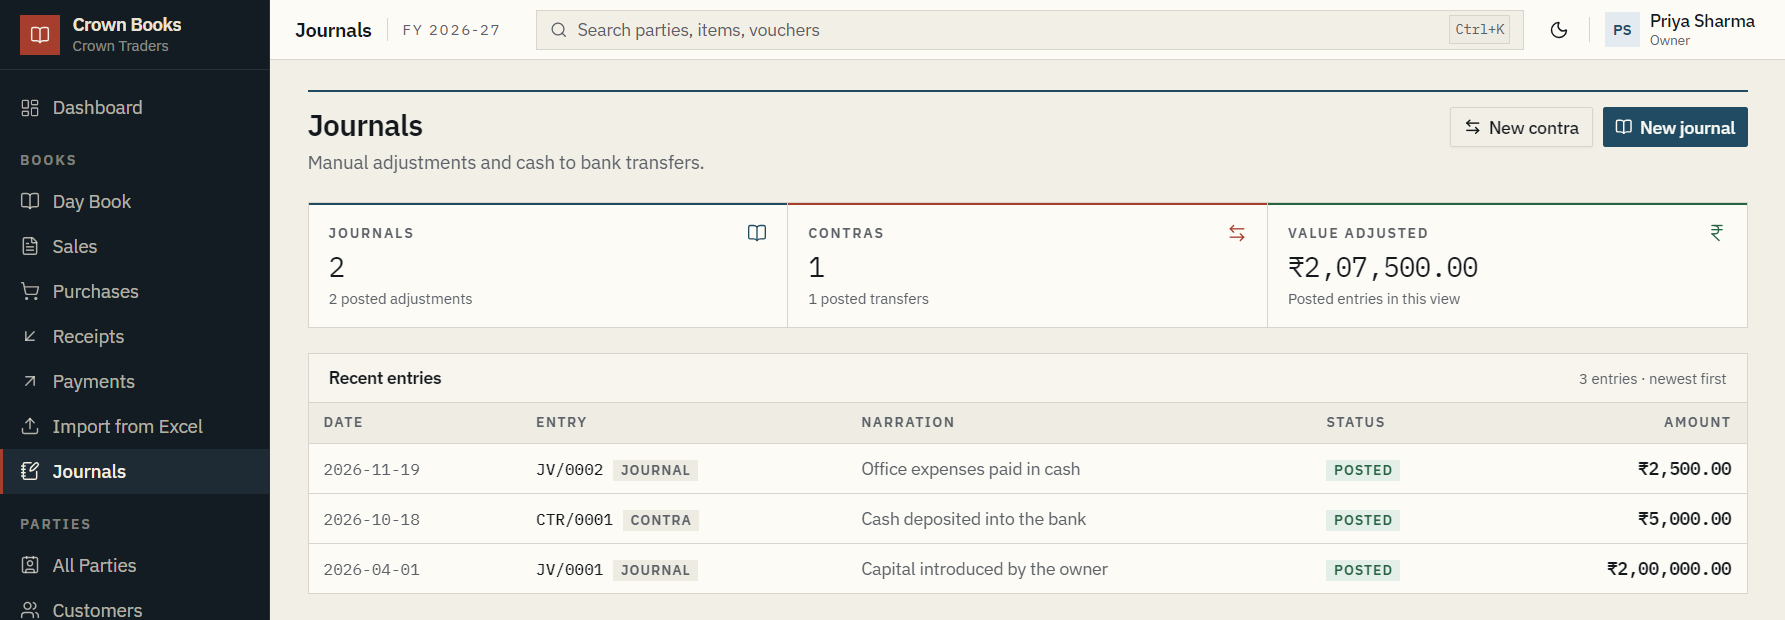 Crown Books
Crown Traders
Dashboard
BOOKS
Day Book
Sales
Purchases
Receipts
Payments
Import from Excel
Journals
PARTIES
All Parties
Customers
Journals FY 2026-27 Search parties, items, vouchers Ctrl+K PS Priya Sharma
Owner
Journals
Manual adjustments and cash to bank transfers.
New contra New journal
JOURNALS
2
2 posted adjustments
CONTRAS
1
1 posted transfers
VALUE ADJUSTED ₹
₹2,07,500.00
Posted entries in this view
Recent entries 3 entries · newest first
DATE ENTRY NARRATION STATUS AMOUNT
2026-11-19 JV/0002 JOURNAL Office expenses paid in cash POSTED ₹2,500.00
2026-10-18 CTR/0001 CONTRA Cash deposited into the bank POSTED ₹5,000.00
2026-04-01 JV/0001 JOURNAL Capital introduced by the owner POSTED ₹2,00,000.00